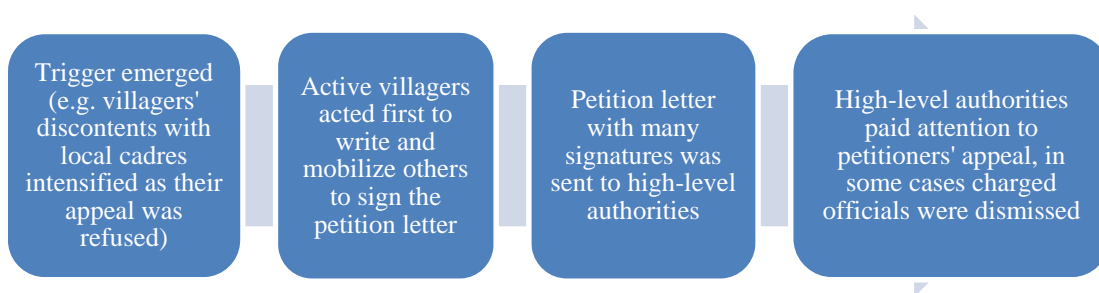 Trigger emerged
(e.g. villagers'
discontents with
local cadres
intensified as their
appeal was
refused)
Active villagers
acted first to
write and
mobilize others
to sign the
petition letter
Petition letter
with many
signatures was
sent to high-level
authorities
High-level authorities
paid attention to
petitioners' appeal, in
some cases charged
officials were dismissed